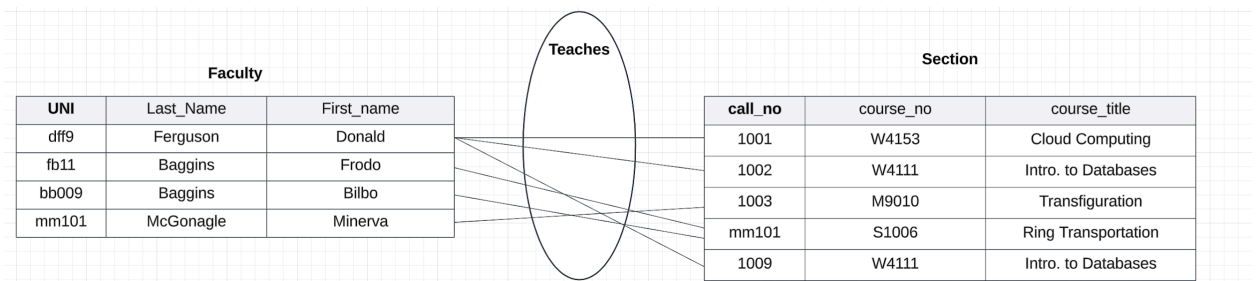 Teaches
Faculty
UNI Last_Name First_name
dff9 Ferguson Donald
fb11 Baggins Frodo
bb009 Baggins Bilbo
mm101 McGonagle Minerva
Section
call_no course_no course_title
1001 W4153 Cloud Computing
1002 W4111 Intro. to Databases
1003 M9010 Transfiguration
mm101 S1006 Ring Transportation
1009 W4111 Intro. to Databases